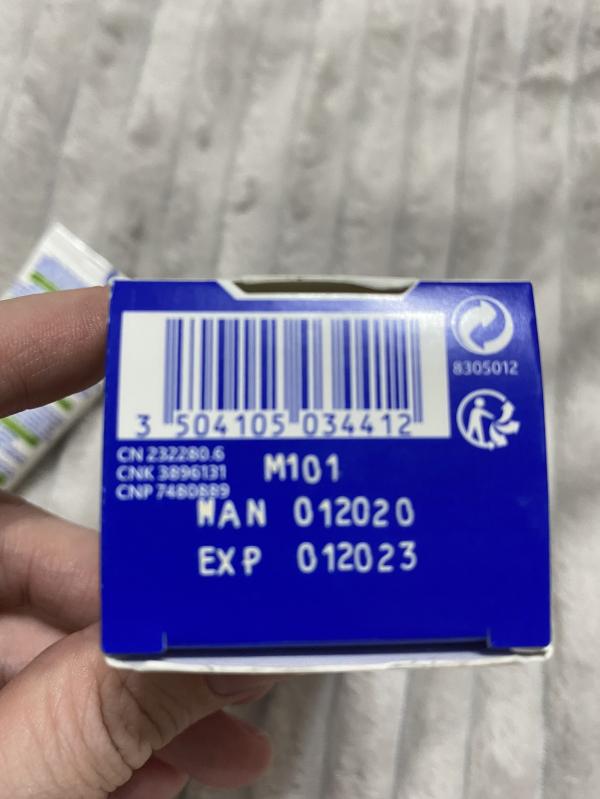 3 504105 034412
8305012
CN 232280.6
CNK 3896131
CNP 7480889
M101
MAN 012020
EXP 012023